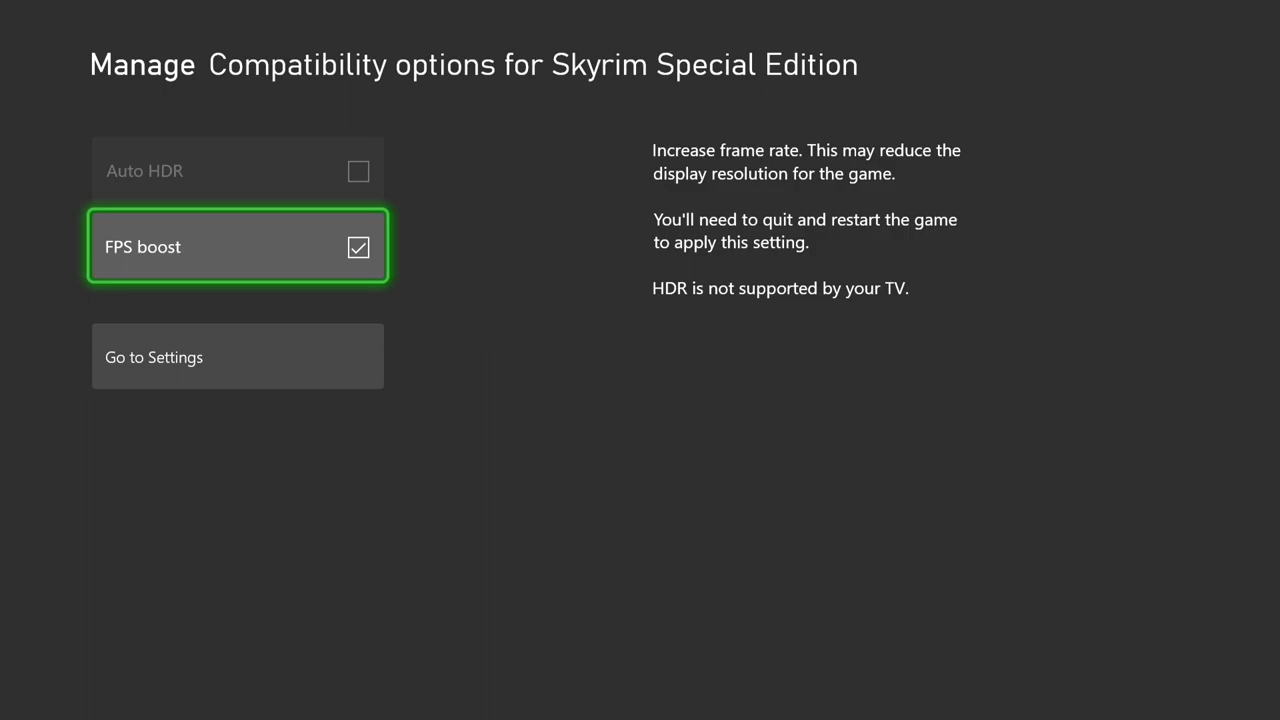 Manage Compatibility options for Skyrim Special Edition
Auto HDR
FPS boost
Go to Settings
Increase frame rate. This may reduce the
display resolution for the game.
You'll need to quit and restart the game
to apply this setting.
HDR is not supported by your TV.